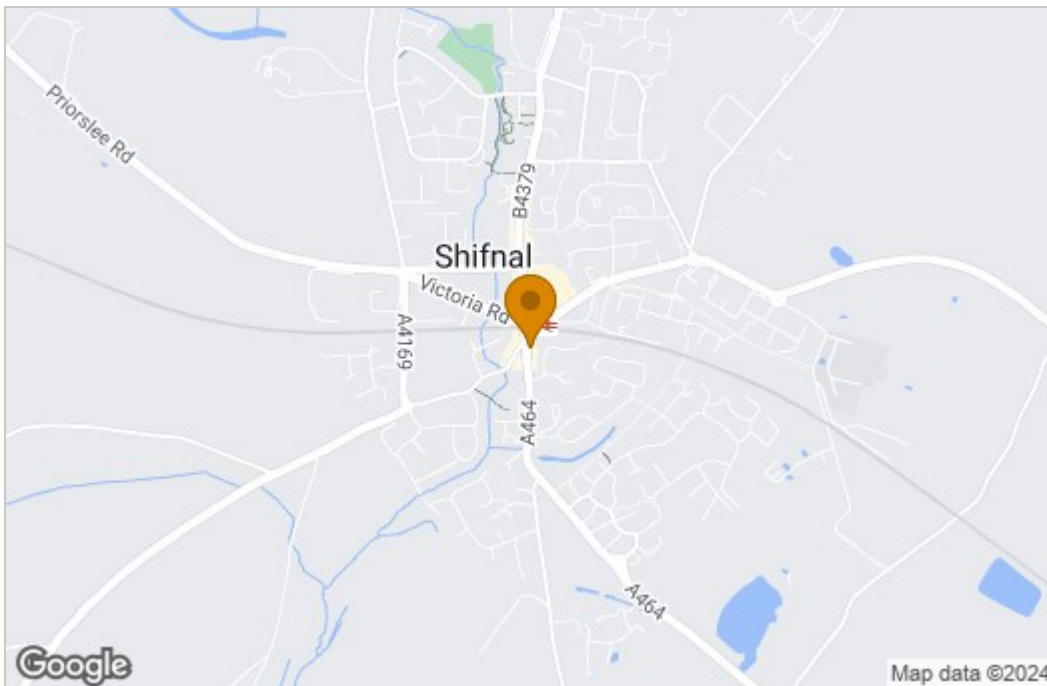 Priorslee Rd
B4379
Shifnal
Victoria Rd
A4169
A464
A464
Google
Map data ©2024